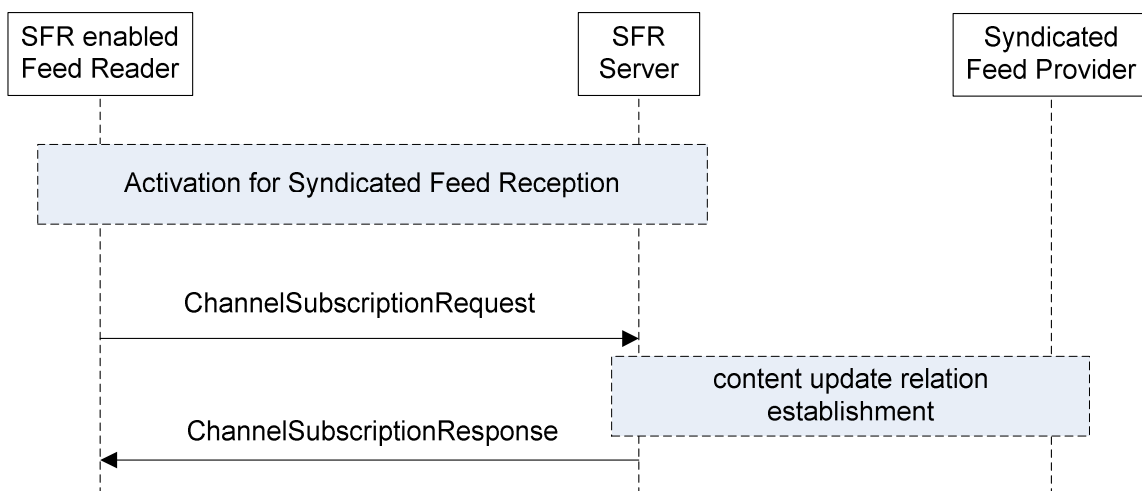 SFR enabled
Feed Reader
SFR
Server
Syndicated
Feed Provider
Activation for Syndicated Feed Reception
ChannelSubscriptionRequest
content update relation
establishment
ChannelSubscriptionResponse